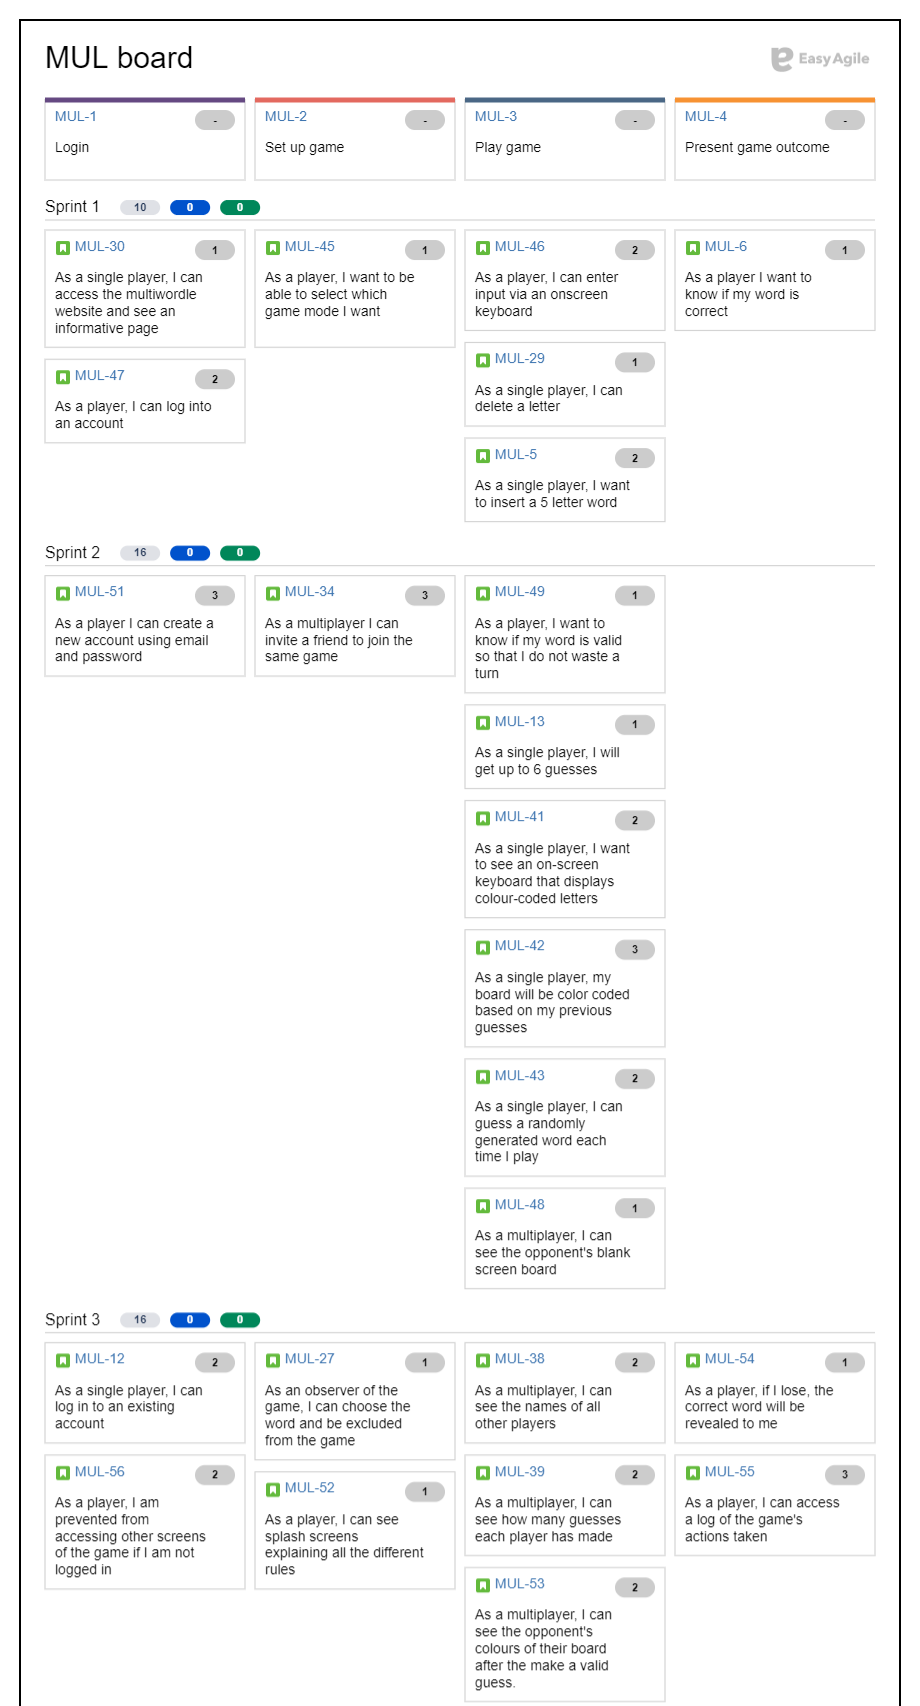 MUL board
EasyAgile
MUL-1
-
Login
MUL-2
-
Set up game
MUL-3
-
Play game
MUL-4
-
Present game outcome
Sprint 1 10 0 0
MUL-30
1
As a single player, I can
access the multiwordle
website and see an
informative page
MUL-47
2
As a player, I can log into
an account
MUL-45
1
As a player, I want to be
able to select which
game mode I want
MUL-46
2
As a player, I can enter
input via an onscreen
keyboard
MUL-29
1
As a single player, I can
delete a letter
MUL-5
2
As a single player, I want
to insert a 5 letter word
MUL-6
1
As a player I want to
know if my word is
correct
Sprint 2 16 0 0
MUL-51
3
As a player I can create a
new account using email
and password
MUL-34
3
As a multiplayer I can
invite a friend to join the
same game
MUL-49
1
As a player, I want to
know if my word is valid
so that I do not waste a
turn
MUL-13
1
As a single player, I will
get up to 6 guesses
MUL-41
2
As a single player, I want
to see an on-screen
keyboard that displays
colour-coded letters
MUL-42
3
As a single player, my
board will be color coded
based on my previous
guesses
MUL-43
2
As a single player, I can
guess a randomly
generated word each
time I play
MUL-48
1
As a multiplayer, I can
see the opponent's blank
screen board
Sprint 3 16 0 0
MUL-12
2
As a single player, I can
log in to an existing
account
MUL-56
2
As a player, I am
prevented from
accessing other screens
of the game if I am not
logged in
MUL-27
1
As an observer of the
game, I can choose the
word and be excluded
from the game
MUL-52
1
As a player, I can see
splash screens
explaining all the different
rules
MUL-38
2
As a multiplayer, I can
see the names of all
other players
MUL-39
2
As a multiplayer, I can
see how many guesses
each player has made
MUL-53
2
As a multiplayer, I can
see the opponent's
colours of their board
after the make a valid
guess.
MUL-54
1
As a player, if I lose, the
correct word will be
revealed to me
MUL-55
3
As a player, I can access
a log of the game's
actions taken